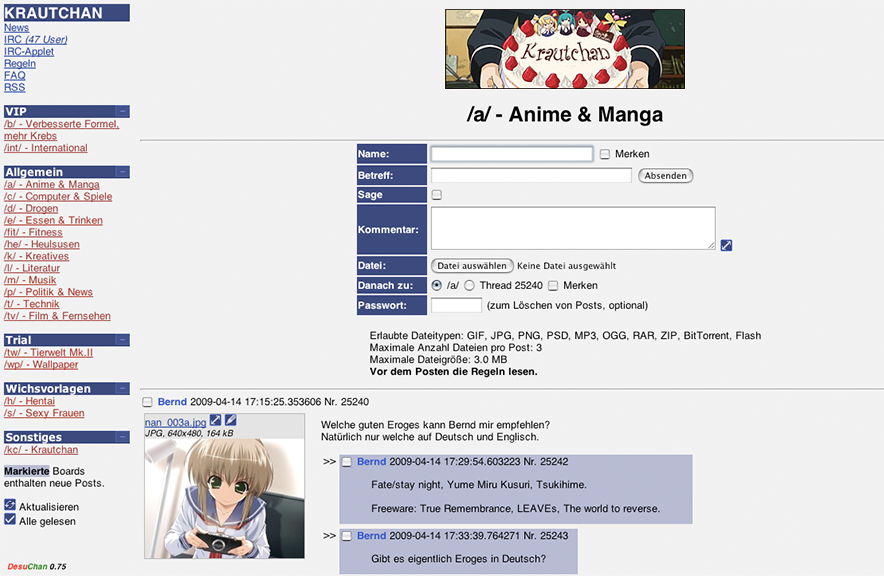 KRAUTCHAN
News
IRC (47 User)
IRC-Applet
Regeln
FAQ
RSS
VIP
/b/ - Verbesserte Formel,
mehr Krebs
/int/ - International
Allgemein
/a/ - Anime & Manga
/c/ - Computer & Spiele
/d/ - Drogen
/e/ - Essen & Trinken
/fit/ - Fitness
/he/ - Heulsusen
/k/ - Kreatives
/l/ - Literatur
/m/ - Musik
/p/ - Politik & News
/t/ - Technik
/tv/ - Film & Fernsehen
Trial
/tw/ - Tierwelt Mk.II
/wp/ - Wallpaper
Wichsvorlagen
/h/ - Hentai
/s/ - Sexy Frauen
Sonstiges
/kc/ - Krautchan
Markierte Boards
enthalten neue Posts.
Aktualisieren
Alle gelesen
DesuChan 0.75
Krautchan
/a/ - Anime & Manga
Name: Merken
Betreff: Absenden
Sage
Kommentar:
Datei: Datei auswählen Keine Datei ausgewählt
Danach zu: /a/ Thread 25240 Merken
Passwort: (zum Löschen von Posts, optional)
Erlaubte Dateitypen: GIF, JPG, PNG, PSD, MP3, OGG, RAR, ZIP, BitTorrent, Flash
Maximale Anzahl Dateien pro Post: 3
Maximale Dateigröße: 3.0 MB
Vor dem Posten die Regeln lesen.
Bernd 2009-04-14 17:15:25.353606 Nr. 25240
nan_003a.jpg
JPG, 640x480, 164 kB
Welche guten Eroges kann Bernd mir empfehlen?
Natürlich nur welche auf Deutsch und Englisch.
>> Bernd 2009-04-14 17:29:54.603223 Nr. 25242
Fate/stay night, Yume Miru Kusuri, Tsukihime.
Freeware: True Remembrance, LEAVEs, The world to reverse.
>> Bernd 2009-04-14 17:33:39.764271 Nr. 25243
Gibt es eigentlich Eroges in Deutsch?